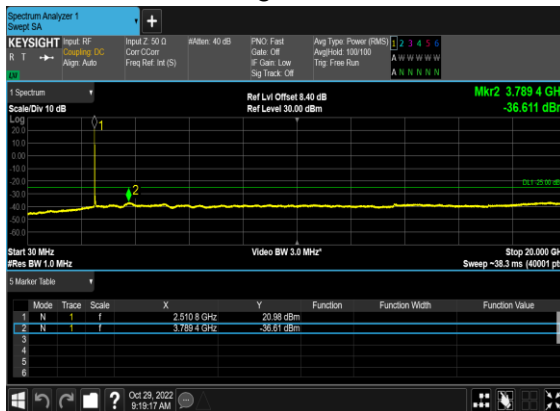 Spectrum Analyzer 1
Swept SA
+
KEYSIGHT Input: RF Input Z: 50 Ω #Atten: 40 dB PNO: Fast Avg Type: Power (RMS) 1 2 3 4 5 6
R T Coupling: DC Corr CCorr Gate: Off Avg|Hold: 100/100 A W W W W W
Align: Auto Freq Ref: Int (S) IF Gain: Low Trig: Free Run
Sig Track: Off A N N N N N
1 Spectrum Ref Lvl Offset 8.40 dB Mkr2 3.789 4 GH
Scale/Div 10 dB Ref Level 30.00 dBm -36.611 dBr
Log
20.0
10.0
0.00
-10.0
-20.0
-30.0
-40.0
-50.0
-60.0
1
2
DL1 -25.00 dB
Start 30 MHz Video BW 3.0 MHz* Stop 20.000 GH
#Res BW 1.0 MHz Sweep ~38.3 ms (40001 pt
5 Marker Table
Mode Trace Scale X Y Function Function Width Function Value
1 N 1 f 2.510 8 GHz 20.98 dBm
2 N 1 f 3.789 4 GHz -36.61 dBm
3
4
5
6
? Oct 29, 2022
9:19:17 AM